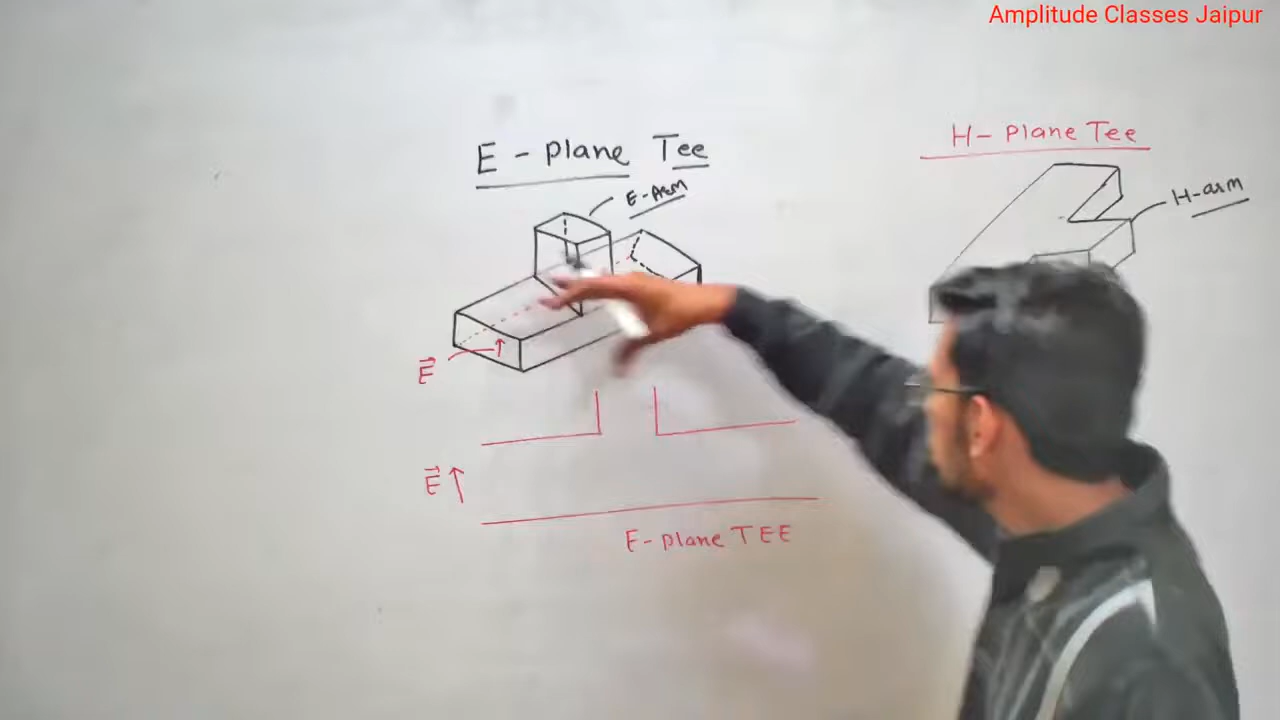 Amplitude Classes Jaipur
E - Plane Tee
E-Arm
E⃗
E⃗ ↑
E- plane TEE
H- Plane Tee
H-arm